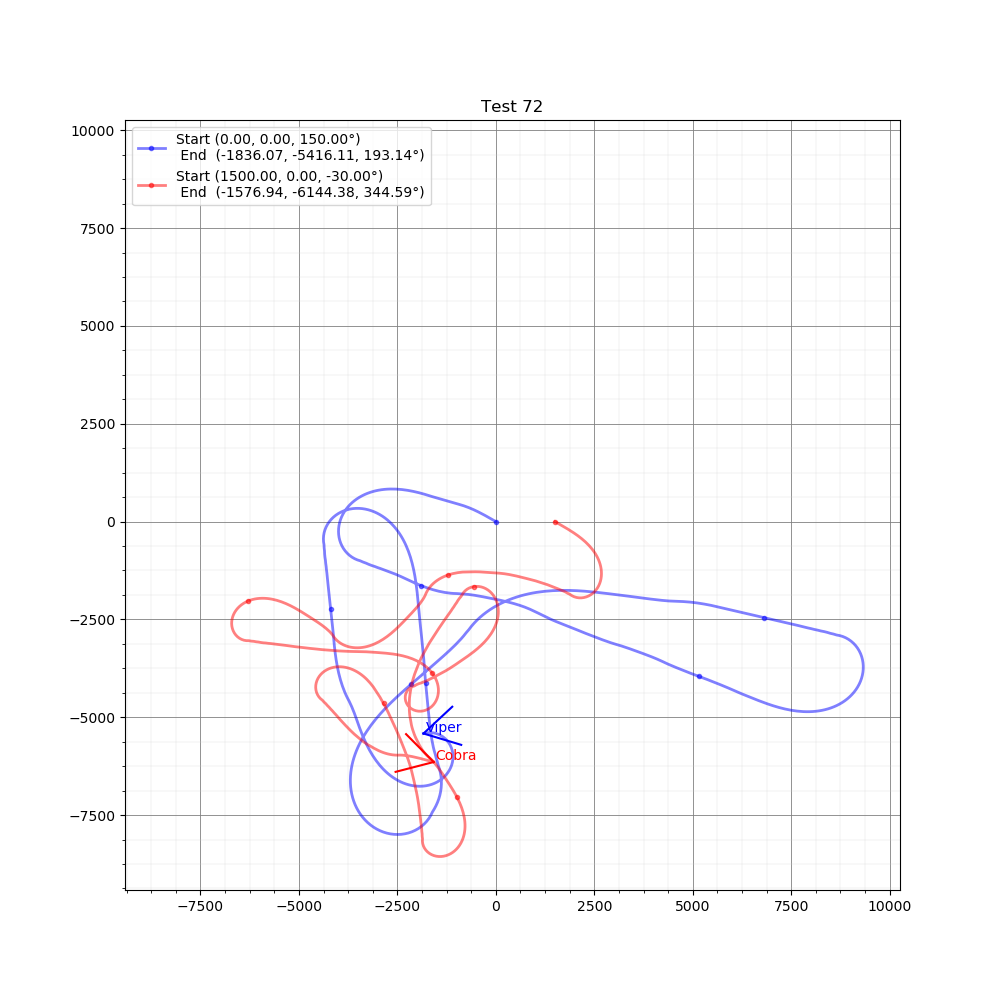 Test 72
Start (0.00, 0.00, 150.00°)
End  (-1836.07, -5416.11, 193.14°)
Start (1500.00, 0.00, -30.00°)
End  (-1576.94, -6144.38, 344.59°)
10000
7500
5000
2500
0
−2500
−5000
−7500
Viper
Cobra
−7500
−5000
−2500
0
2500
5000
7500
10000